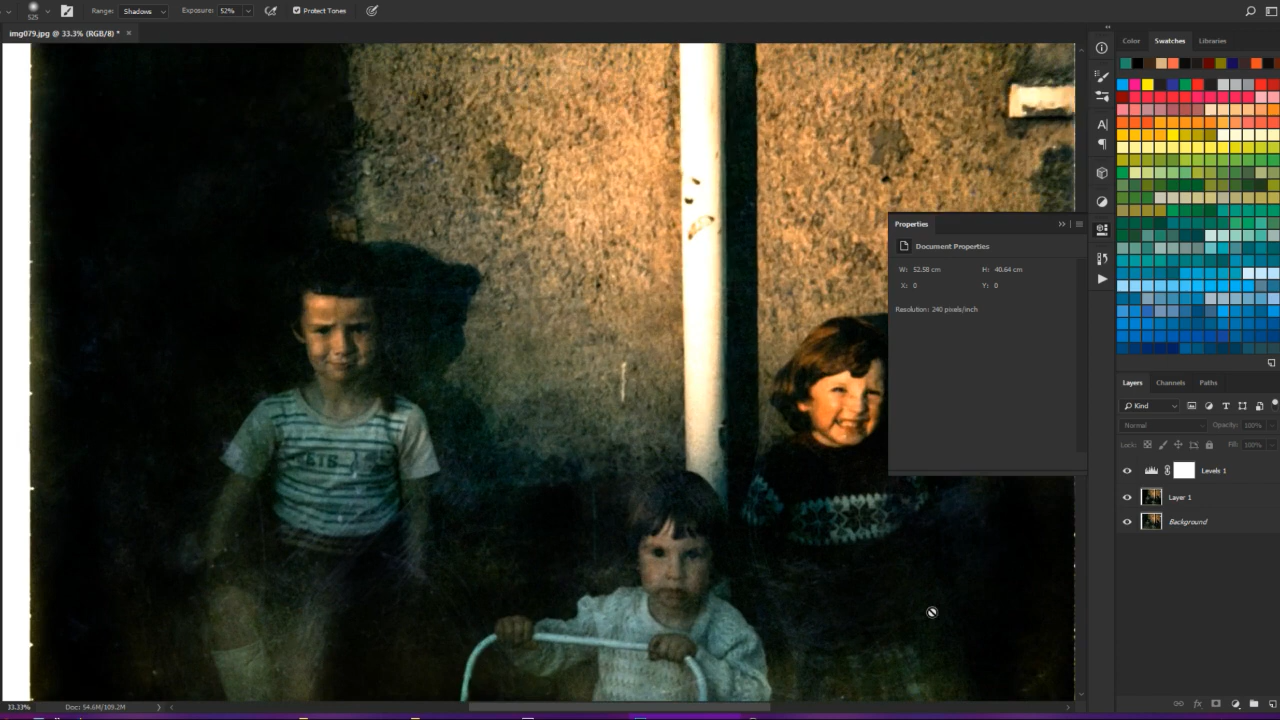 525
Range: Shadows
Exposure: 52%
Protect Tones
img079.jpg @ 33.3% (RGB/8) *
Color Swatches Libraries
Properties
Document Properties
W: 52.58 cm H: 40.64 cm
X: 0 Y: 0
Resolution: 240 pixels/inch
Layers Channels Paths
Kind
Normal Opacity: 100%
Lock: Fill: 100%
Levels 1
Layer 1
Background
33.33% Doc: 54.6M/109.2M